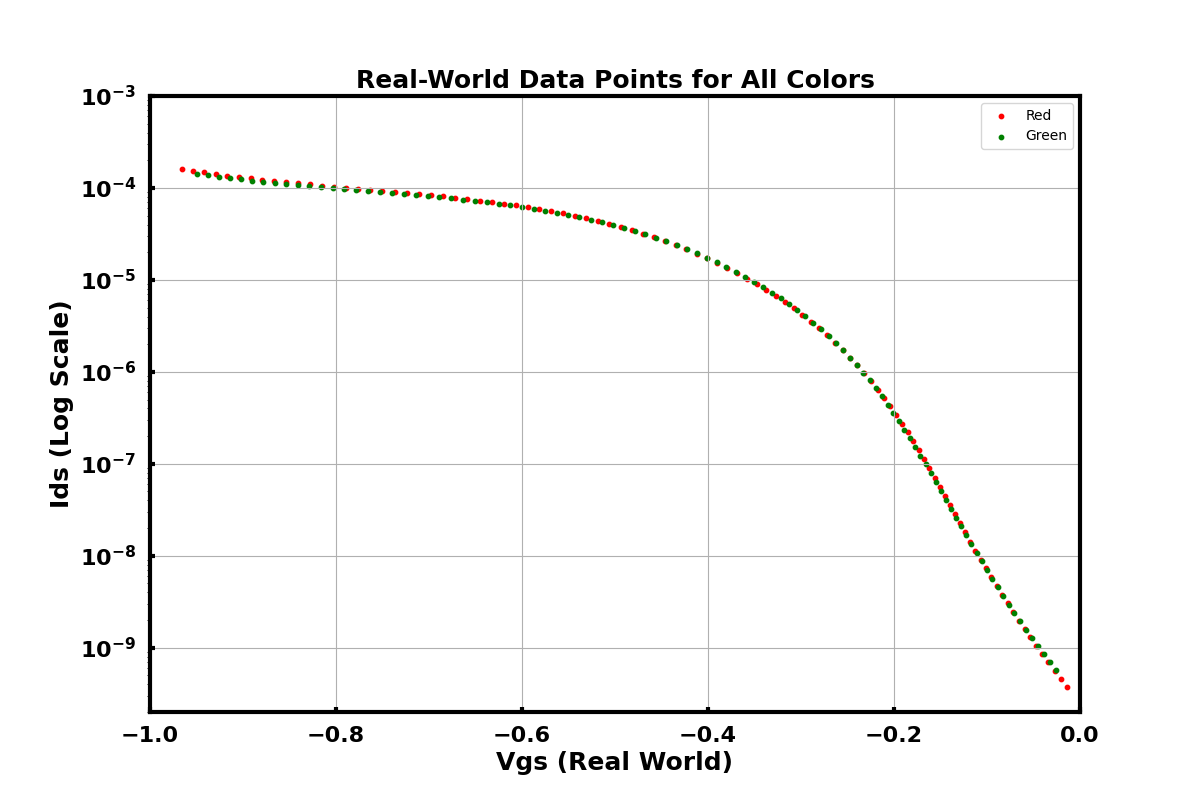 Real-World Data Points for All Colors
Red
Green
10⁻³
10⁻⁴
10⁻⁵
10⁻⁶
10⁻⁷
10⁻⁸
10⁻⁹
Ids (Log Scale)
−1.0 −0.8 −0.6 −0.4 −0.2 0.0
Vgs (Real World)